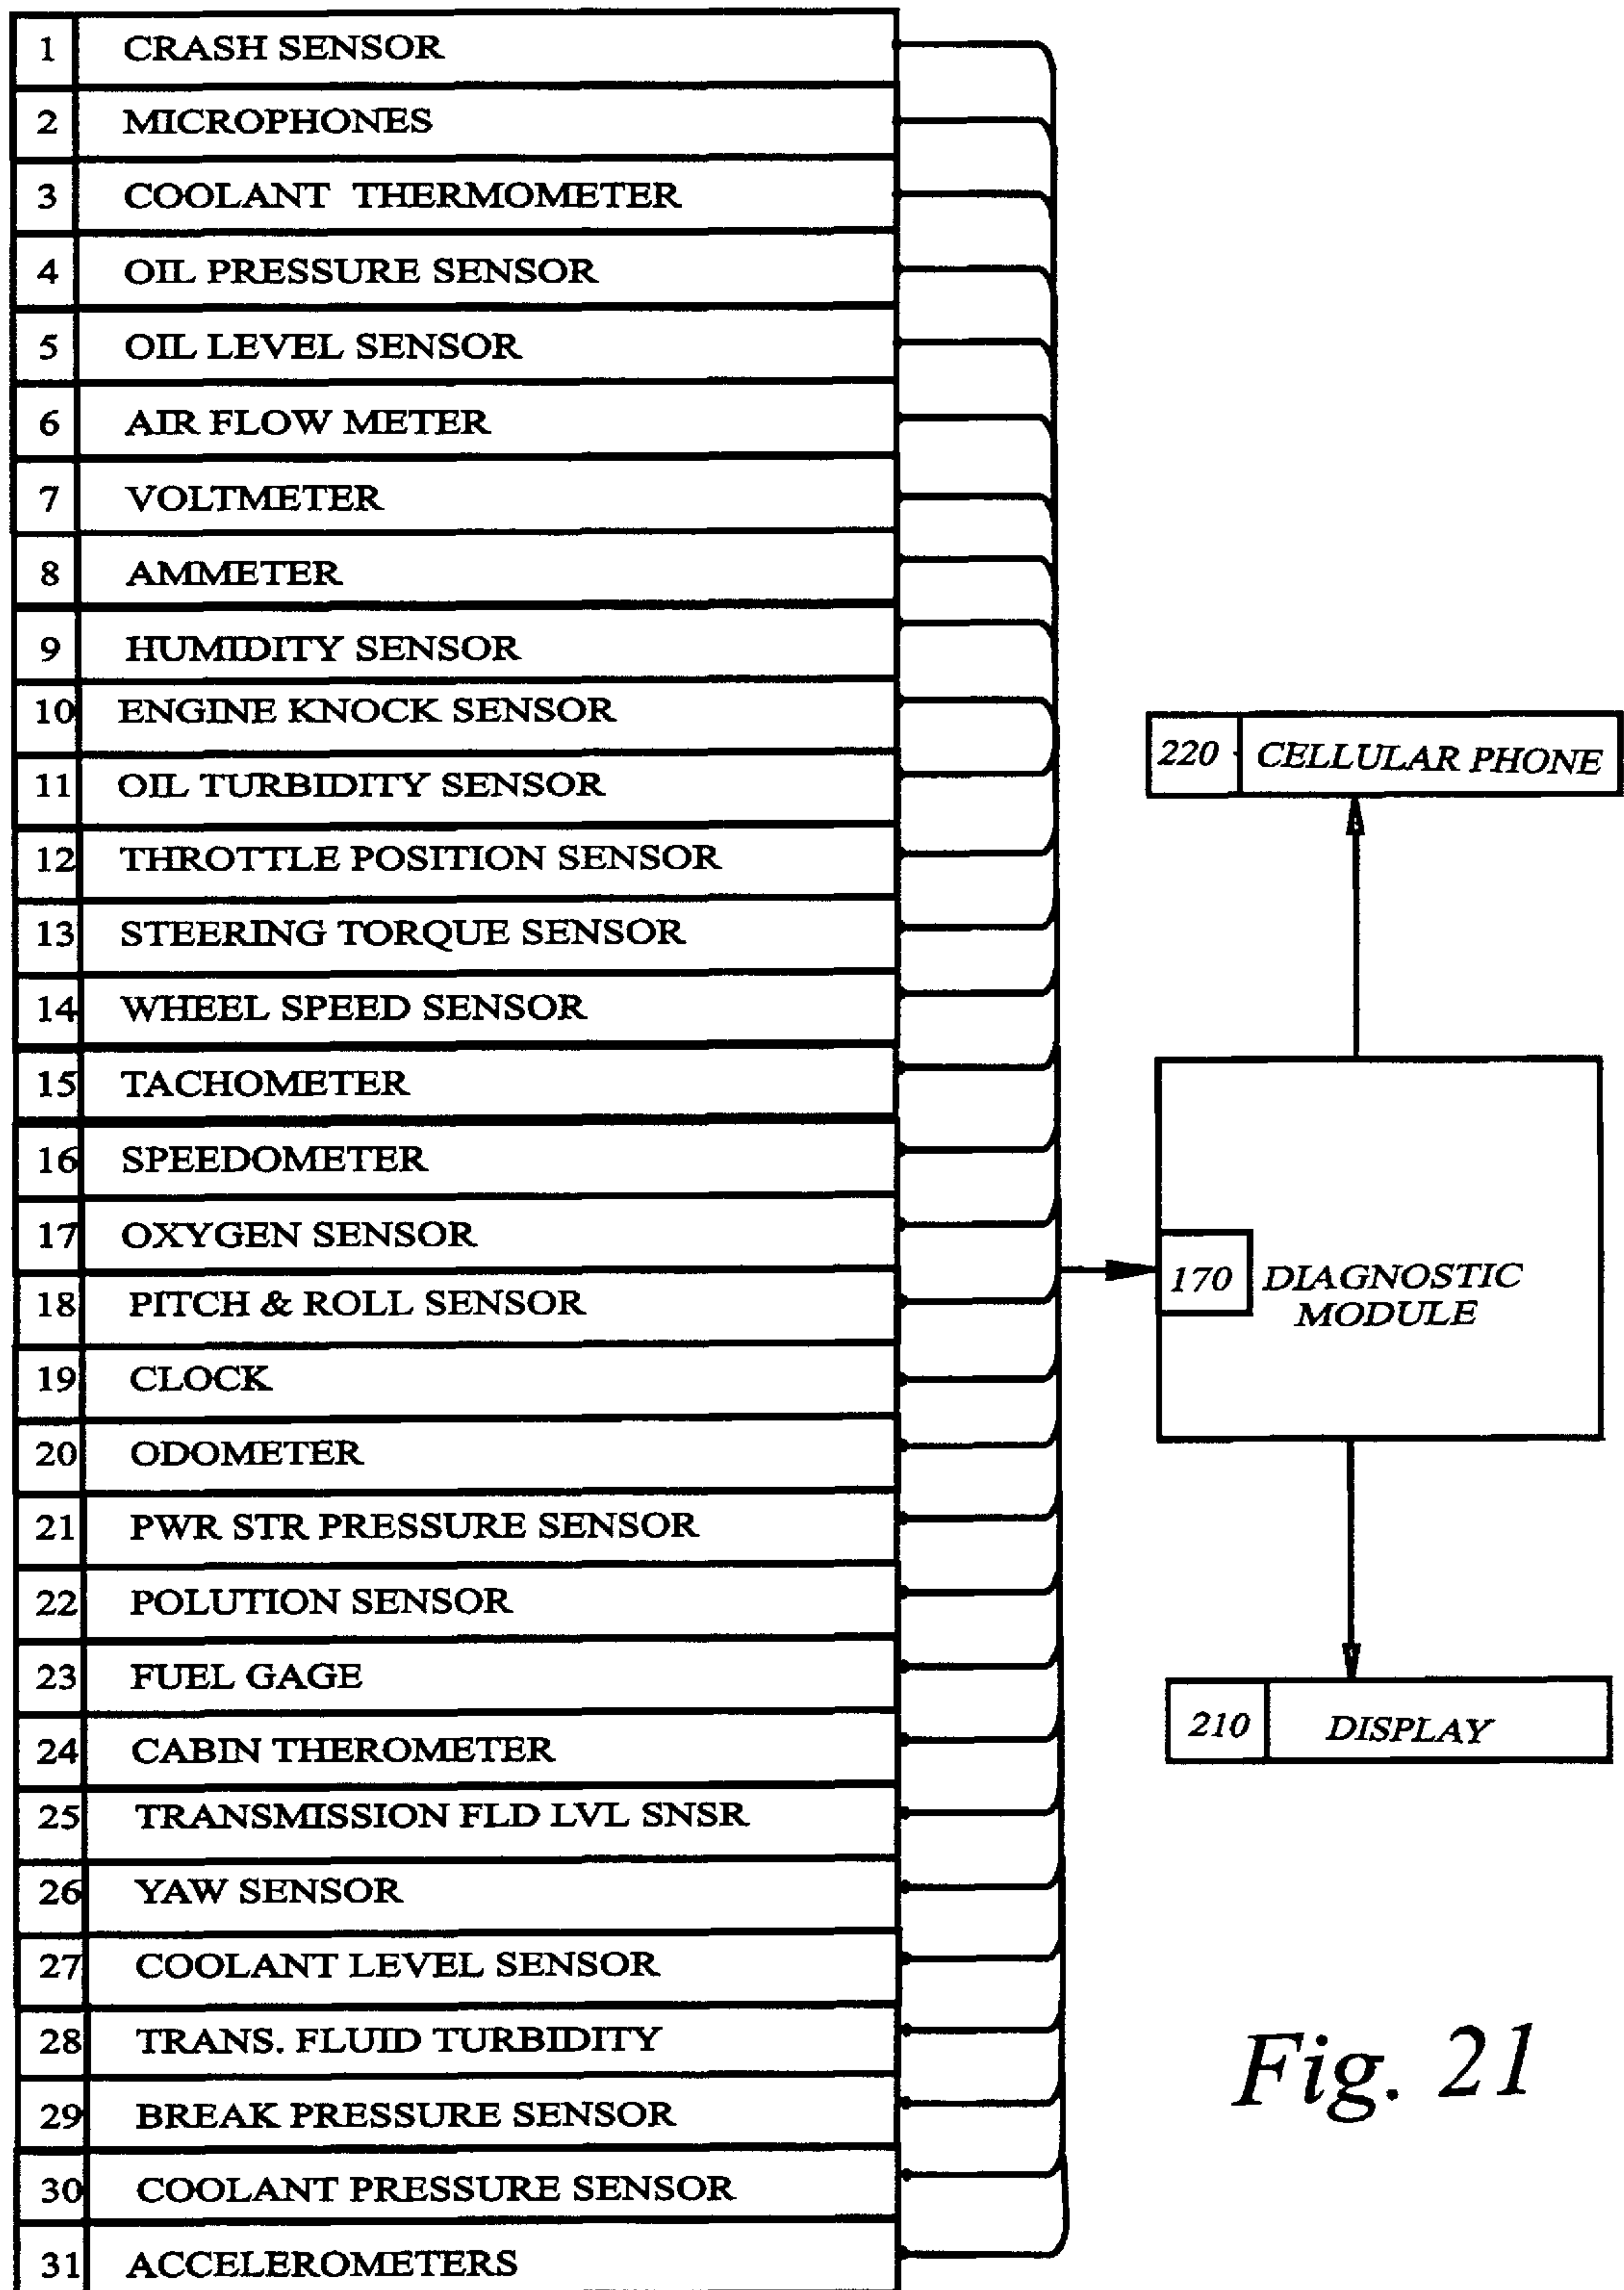 1 CRASH SENSOR
2 MICROPHONES
3 COOLANT THERMOMETER
4 OIL PRESSURE SENSOR
5 OIL LEVEL SENSOR
6 AIR FLOW METER
7 VOLTMETER
8 AMMETER
9 HUMIDITY SENSOR
10 ENGINE KNOCK SENSOR
11 OIL TURBIDITY SENSOR
12 THROTTLE POSITION SENSOR
13 STEERING TORQUE SENSOR
14 WHEEL SPEED SENSOR
15 TACHOMETER
16 SPEEDOMETER
17 OXYGEN SENSOR
18 PITCH & ROLL SENSOR
19 CLOCK
20 ODOMETER
21 PWR STR PRESSURE SENSOR
22 POLUTION SENSOR
23 FUEL GAGE
24 CABIN THEROMETER
25 TRANSMISSION FLD LVL SNSR
26 YAW SENSOR
27 COOLANT LEVEL SENSOR
28 TRANS. FLUID TURBIDITY
29 BREAK PRESSURE SENSOR
30 COOLANT PRESSURE SENSOR
31 ACCELEROMETERS
220 CELLULAR PHONE
170 DIAGNOSTIC
MODULE
210 DISPLAY
Fig. 21